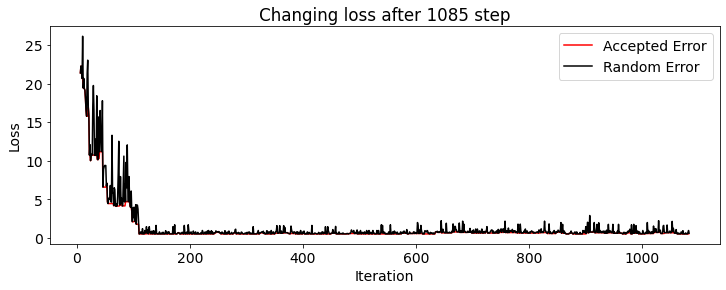 Changing loss after 1085 step
Accepted Error
Random Error
Loss
25
20
15
10
5
0
0 200 400 600 800 1000
Iteration